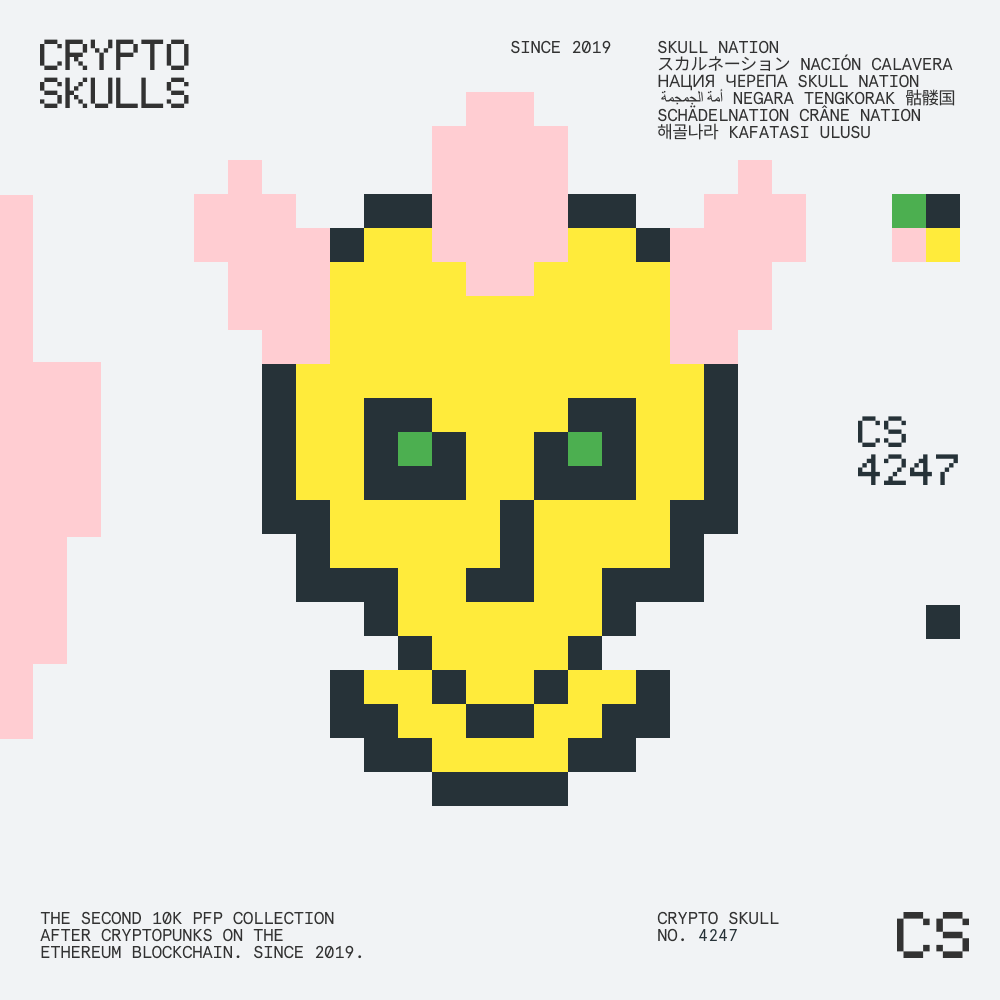 CRYPTO
SKULLS
SINCE 2019
SKULL NATION
スカルネーション NACIÓN CALAVERA
НАЦИЯ ЧЕРЕПА SKULL NATION
أمة الجمجمة NEGARA TENGKORAK 骷髅国
SCHÄDELNATION CRÂNE NATION
해골나라 KAFATASI ULUSU
CS
4247
THE SECOND 10K PFP COLLECTION
AFTER CRYPTOPUNKS ON THE
ETHEREUM BLOCKCHAIN. SINCE 2019.
CRYPTO SKULL
NO. 4247
CS